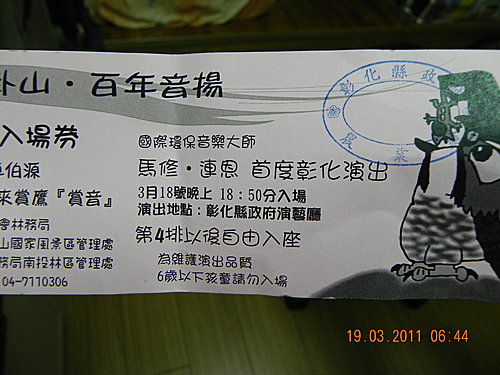 卦山・百年音揚
入場券
卓伯源
來賞鷹『賞音』
會林務局
山國家風景區管理處
務局南投林區管理處
04-7110306
國際環保音樂大師
馬修・連恩 首度彰化演出
3月18號晚上 18：50分入場
演出地點：彰化縣政府演藝廳
第4排以後自由入座
為維護演出品質
6歲以下孩童請勿入場
彰化縣政
農業
19.03.2011 06:44